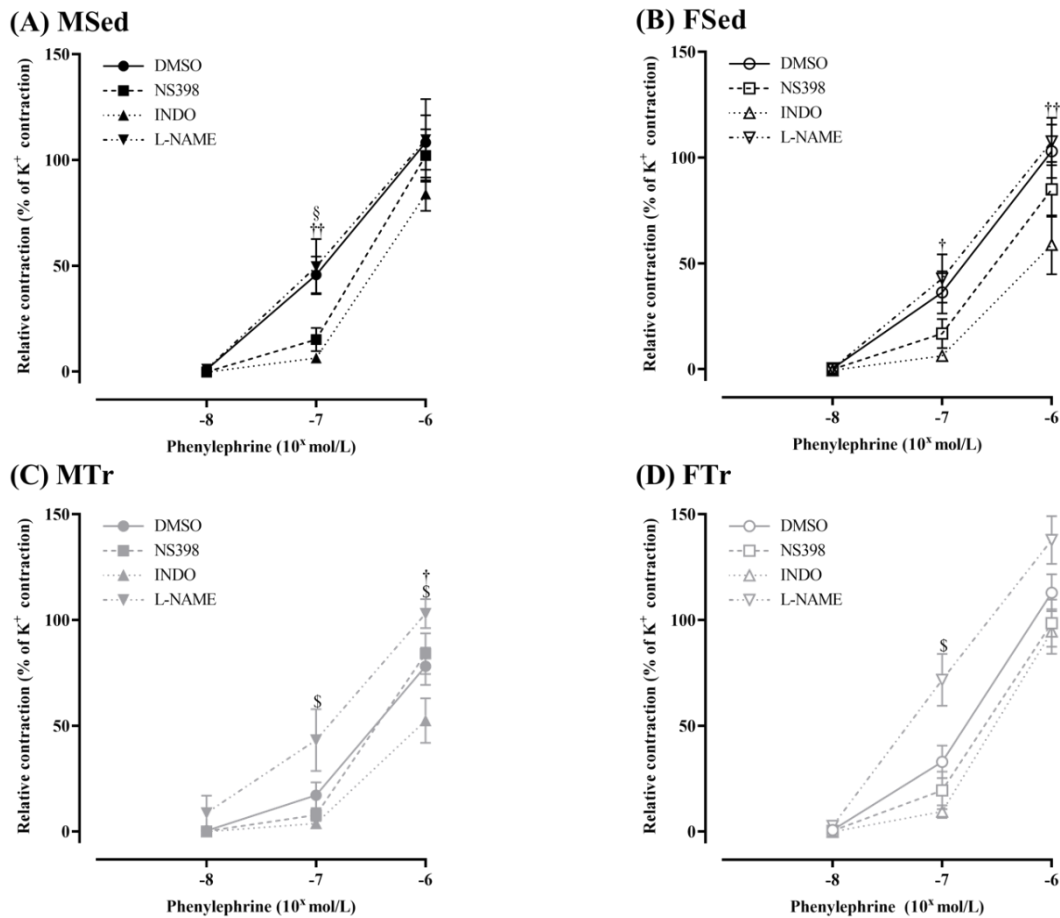 (A) MSed
Relative contraction (% of K⁺ contraction)
150
100
50
0
DMSO
NS398
INDO
L-NAME
§
††
-8
-7
-6
Phenylephrine (10ˣ mol/L)
(B) FSed
Relative contraction (% of K⁺ contraction)
150
100
50
0
DMSO
NS398
INDO
L-NAME
†
††
-8
-7
-6
Phenylephrine (10ˣ mol/L)
(C) MTr
Relative contraction (% of K⁺ contraction)
150
100
50
0
DMSO
NS398
INDO
L-NAME
$
†
$
-8
-7
-6
Phenylephrine (10ˣ mol/L)
(D) FTr
Relative contraction (% of K⁺ contraction)
150
100
50
0
DMSO
NS398
INDO
L-NAME
$
-8
-7
-6
Phenylephrine (10ˣ mol/L)